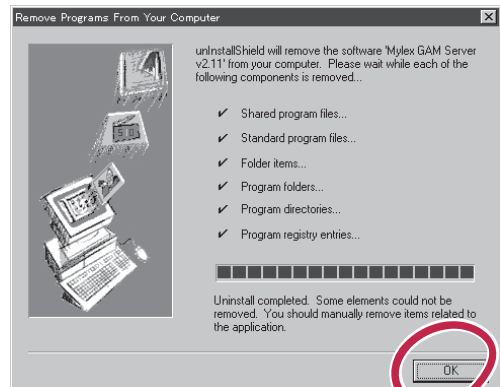 Remove Programs From Your Computer
unInstallShield will remove the software 'Mylex GAM Server
v2.11' from your computer. Please wait while each of the
following components is removed...
✔ Shared program files...
✔ Standard program files...
✔ Folder items...
✔ Program folders...
✔ Program directories...
✔ Program registry entries...
Uninstall completed. Some elements could not be
removed. You should manually remove items related to
the application.
OK